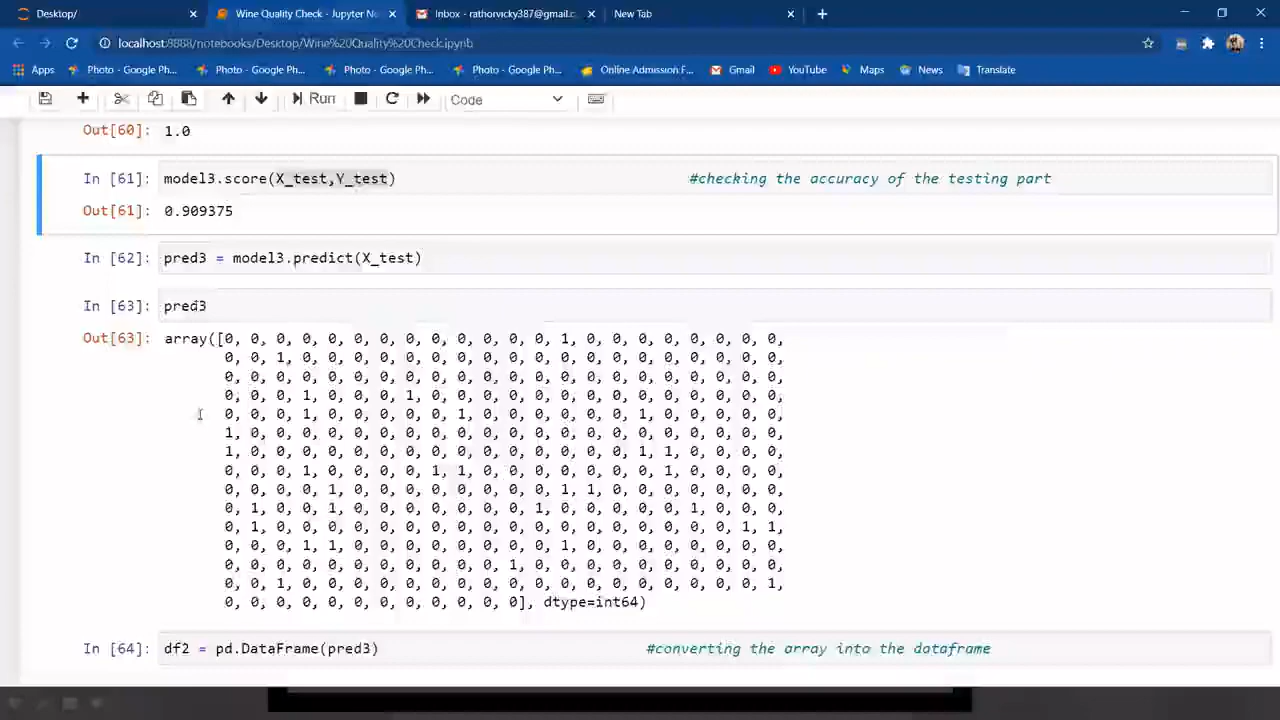 Desktop/
Wine Quality Check - Jupyter No
Inbox - rathorvicky387@gmail.c
New Tab
localhost:8888/notebooks/Desktop/Wine%20Quality%20Check.ipynb
Apps
Photo - Google Ph...
Photo - Google Ph...
Photo - Google Ph...
Photo - Google Ph...
Online Admission:F...
Gmail
YouTube
Maps
News
Translate
Run
Code
Out[60]: 1.0
In [61]: model3.score(X_test,Y_test) #checking the accuracy of the testing part
Out[61]: 0.909375
In [62]: pred3 = model3.predict(X_test)
In [63]: pred3
Out[63]: array([0, 0, 0, 0, 0, 0, 0, 0, 0, 0, 0, 0, 0, 1, 0, 0, 0, 0, 0, 0, 0, 0,
0, 0, 1, 0, 0, 0, 0, 0, 0, 0, 0, 0, 0, 0, 0, 0, 0, 0, 0, 0, 0, 0,
0, 0, 0, 0, 0, 0, 0, 0, 0, 0, 0, 0, 0, 0, 0, 0, 0, 0, 0, 0, 0, 0,
0, 0, 0, 1, 0, 0, 0, 1, 0, 0, 0, 0, 0, 0, 0, 0, 0, 0, 0, 0, 0, 0,
0, 0, 0, 1, 0, 0, 0, 0, 0, 1, 0, 0, 0, 0, 0, 0, 1, 0, 0, 0, 0, 0,
1, 0, 0, 0, 0, 0, 0, 0, 0, 0, 0, 0, 0, 0, 0, 0, 0, 0, 0, 0, 0, 0,
1, 0, 0, 0, 0, 0, 0, 0, 0, 0, 0, 0, 0, 0, 0, 0, 1, 1, 0, 0, 0, 0,
0, 0, 0, 1, 0, 0, 0, 0, 1, 1, 0, 0, 0, 0, 0, 0, 0, 1, 0, 0, 0, 0,
0, 0, 0, 0, 1, 0, 0, 0, 0, 0, 0, 0, 0, 1, 1, 0, 0, 0, 0, 0, 0, 0,
0, 1, 0, 0, 1, 0, 0, 0, 0, 0, 0, 0, 1, 0, 0, 0, 0, 0, 1, 0, 0, 0,
0, 1, 0, 0, 0, 0, 0, 0, 0, 0, 0, 0, 0, 0, 0, 0, 0, 0, 0, 0, 1, 1,
0, 0, 0, 1, 1, 0, 0, 0, 0, 0, 0, 0, 0, 1, 0, 0, 0, 0, 0, 0, 0, 0,
0, 0, 0, 0, 0, 0, 0, 0, 0, 0, 0, 1, 0, 0, 0, 0, 0, 0, 0, 0, 0, 0,
0, 0, 1, 0, 0, 0, 0, 0, 0, 0, 0, 0, 0, 0, 0, 0, 0, 0, 0, 0, 0, 1,
0, 0, 0, 0, 0, 0, 0, 0, 0, 0, 0, 0], dtype=int64)
In [64]: df2 = pd.DataFrame(pred3) #converting the array into the dataframe